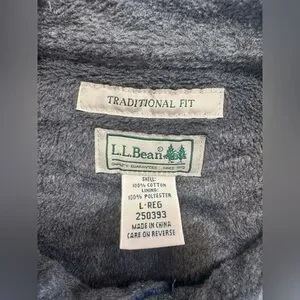 TRADITIONAL FIT
L.L.Bean®
SHELL:
100% COTTON
LINING:
100% POLYESTER
L-REG
250393
MADE IN CHINA
CARE ON REVERSE